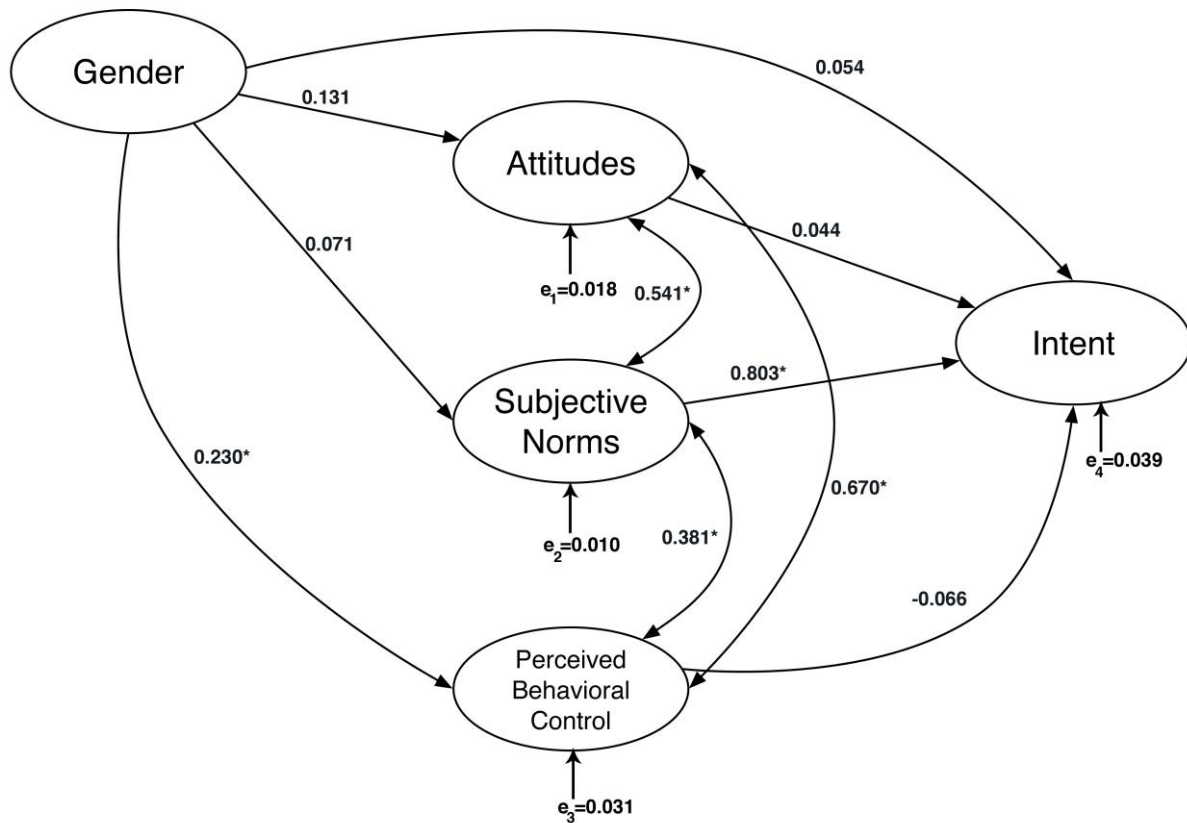 Gender
0.054
0.131
Attitudes
0.071
0.044
e1=0.018
0.541*
Intent
0.803*
Subjective
Norms
0.230*
e4=0.039
0.670*
e2=0.010
0.381*
-0.066
Perceived
Behavioral
Control
e3=0.031